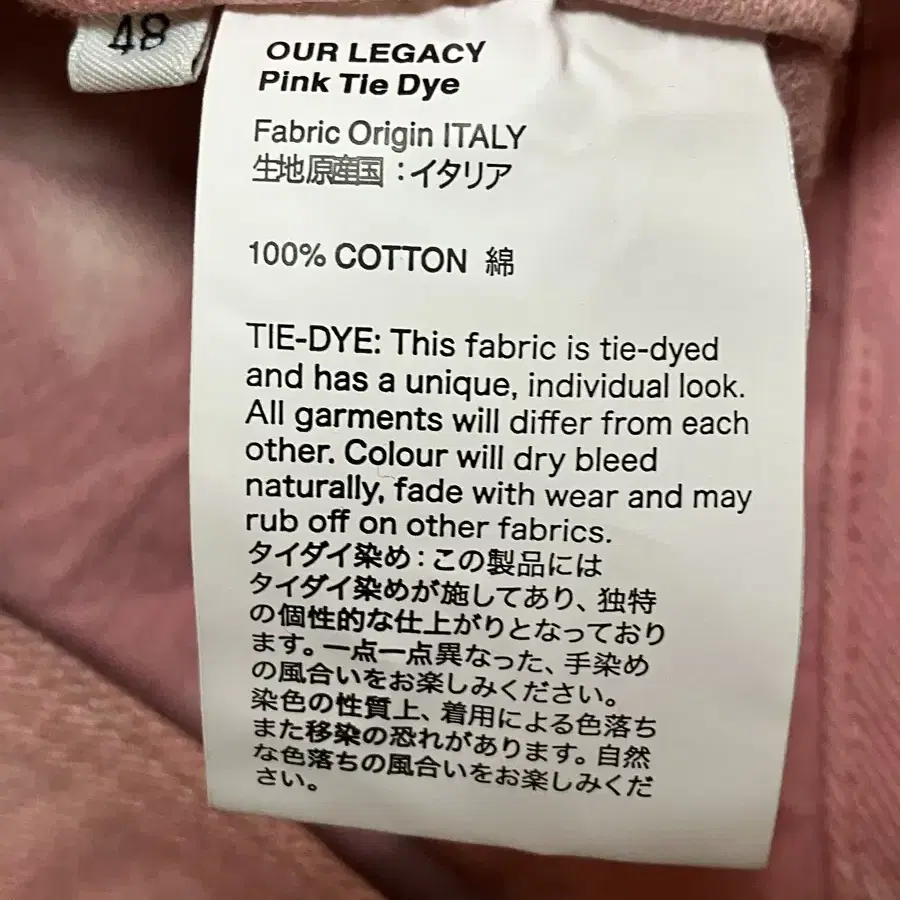 48
OUR LEGACY
Pink Tie Dye
Fabric Origin ITALY
生地原産国：イタリア
100% COTTON 綿
TIE-DYE: This fabric is tie-dyed
and has a unique, individual look.
All garments will differ from each
other. Colour will dry bleed
naturally, fade with wear and may
rub off on other fabrics.
タイダイ染め：この製品には
タイダイ染めが施してあり、独特
の個性的な仕上がりとなっており
ます。一点一点異なった、手染め
の風合いをお楽しみください。
染色の性質上、着用による色落ち
また移染の恐れがあります。自然
な色落ちの風合いをお楽しみくだ
さい。